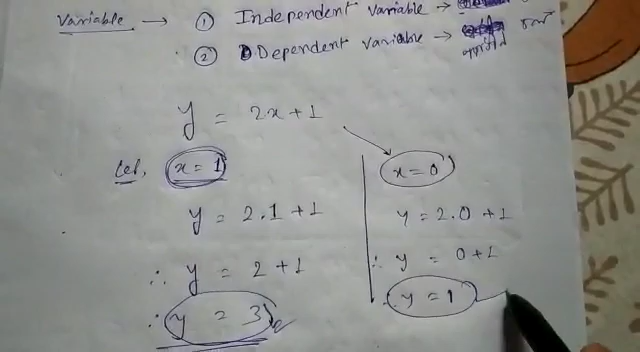 Variable → ① Independent variable →
② Dependent variable →
y = 2x+1
Let, x = 1
y = 2.1 +1
∴ y = 2 +1
∴ y = 3
x = 0
y = 2.0 +1
∴ y = 0+1
∴ y = 1